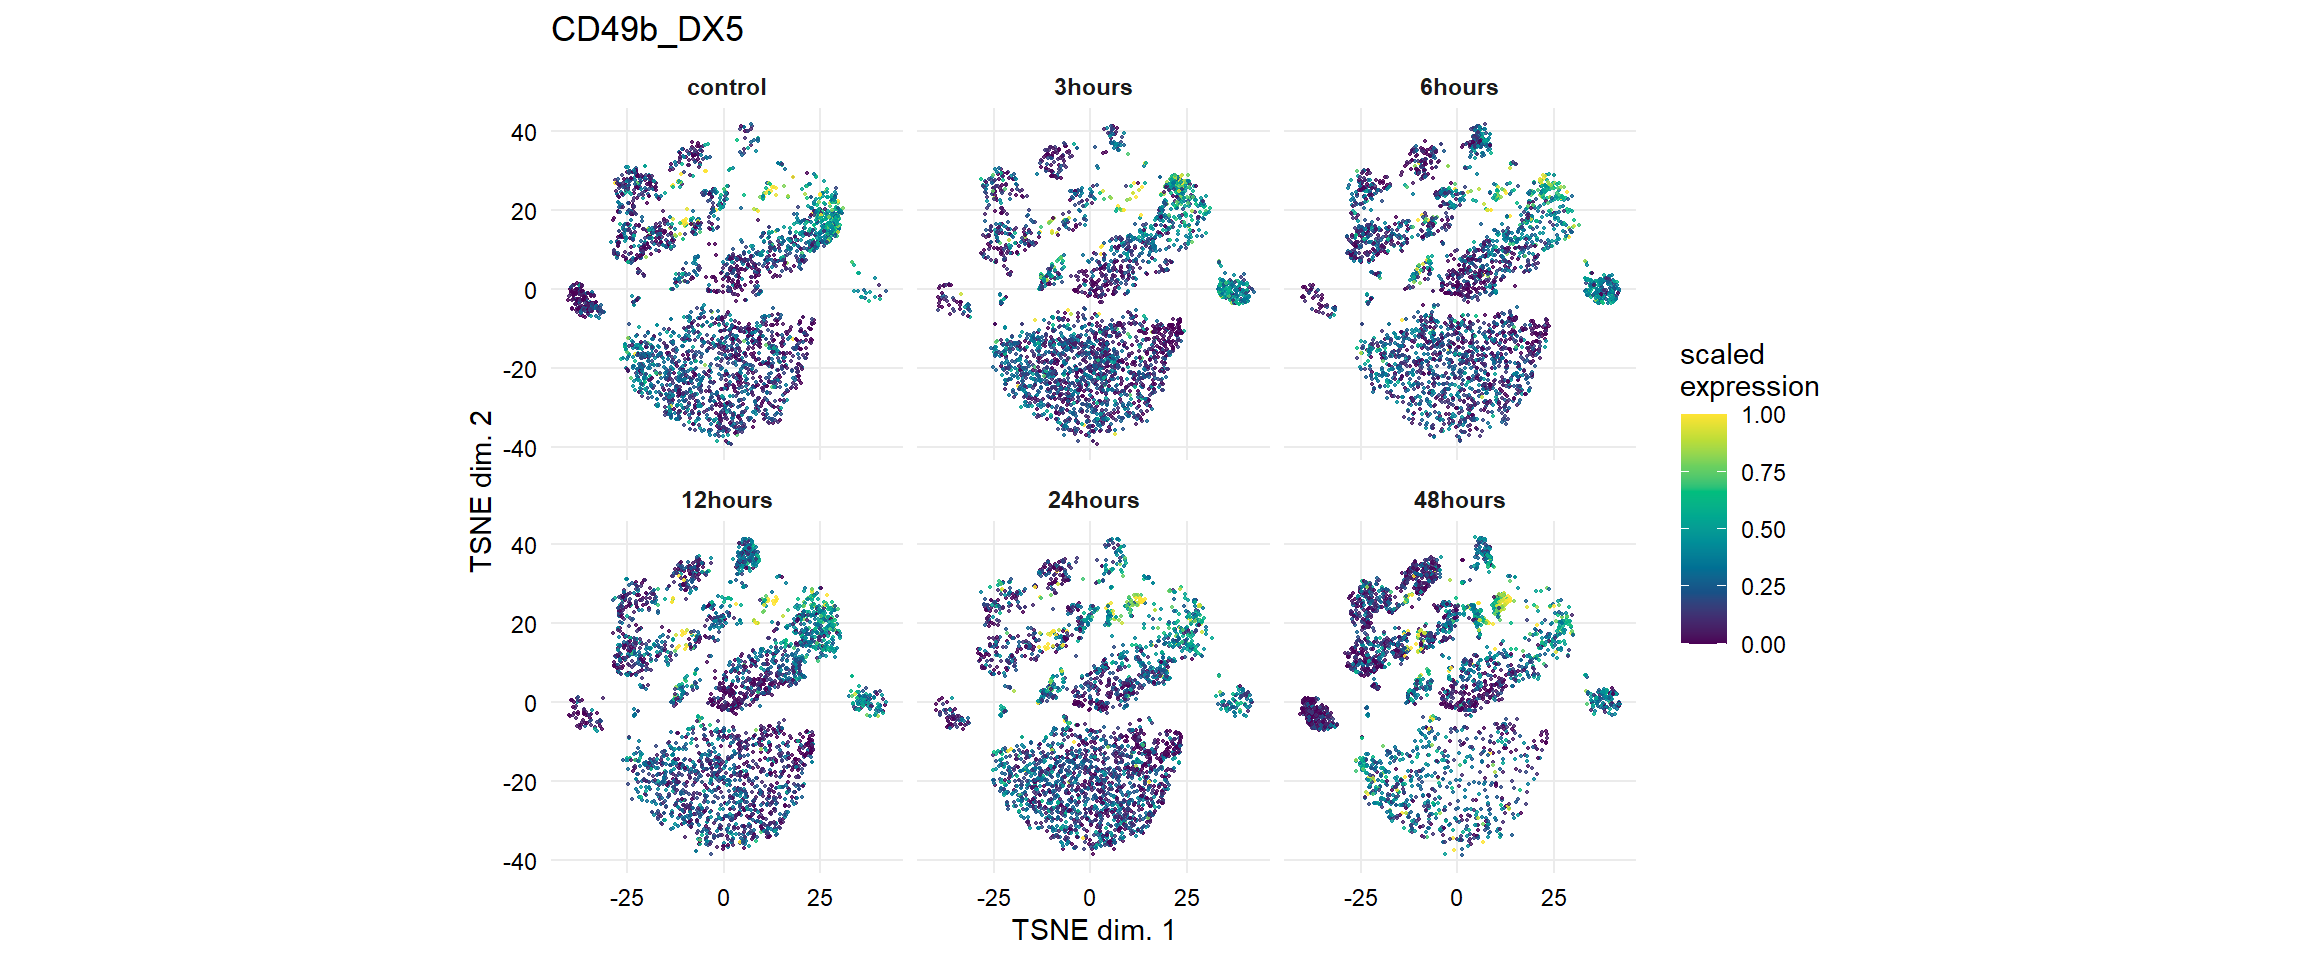 CD49b_DX5
control 3hours 6hours
40
20
0
-20
-40
12hours 24hours 48hours
40
20
0
-20
-40
-25 0 25 -25 0 25 -25 0 25
TSNE dim. 1
TSNE dim. 2
scaled
expression
1.00
0.75
0.50
0.25
0.00